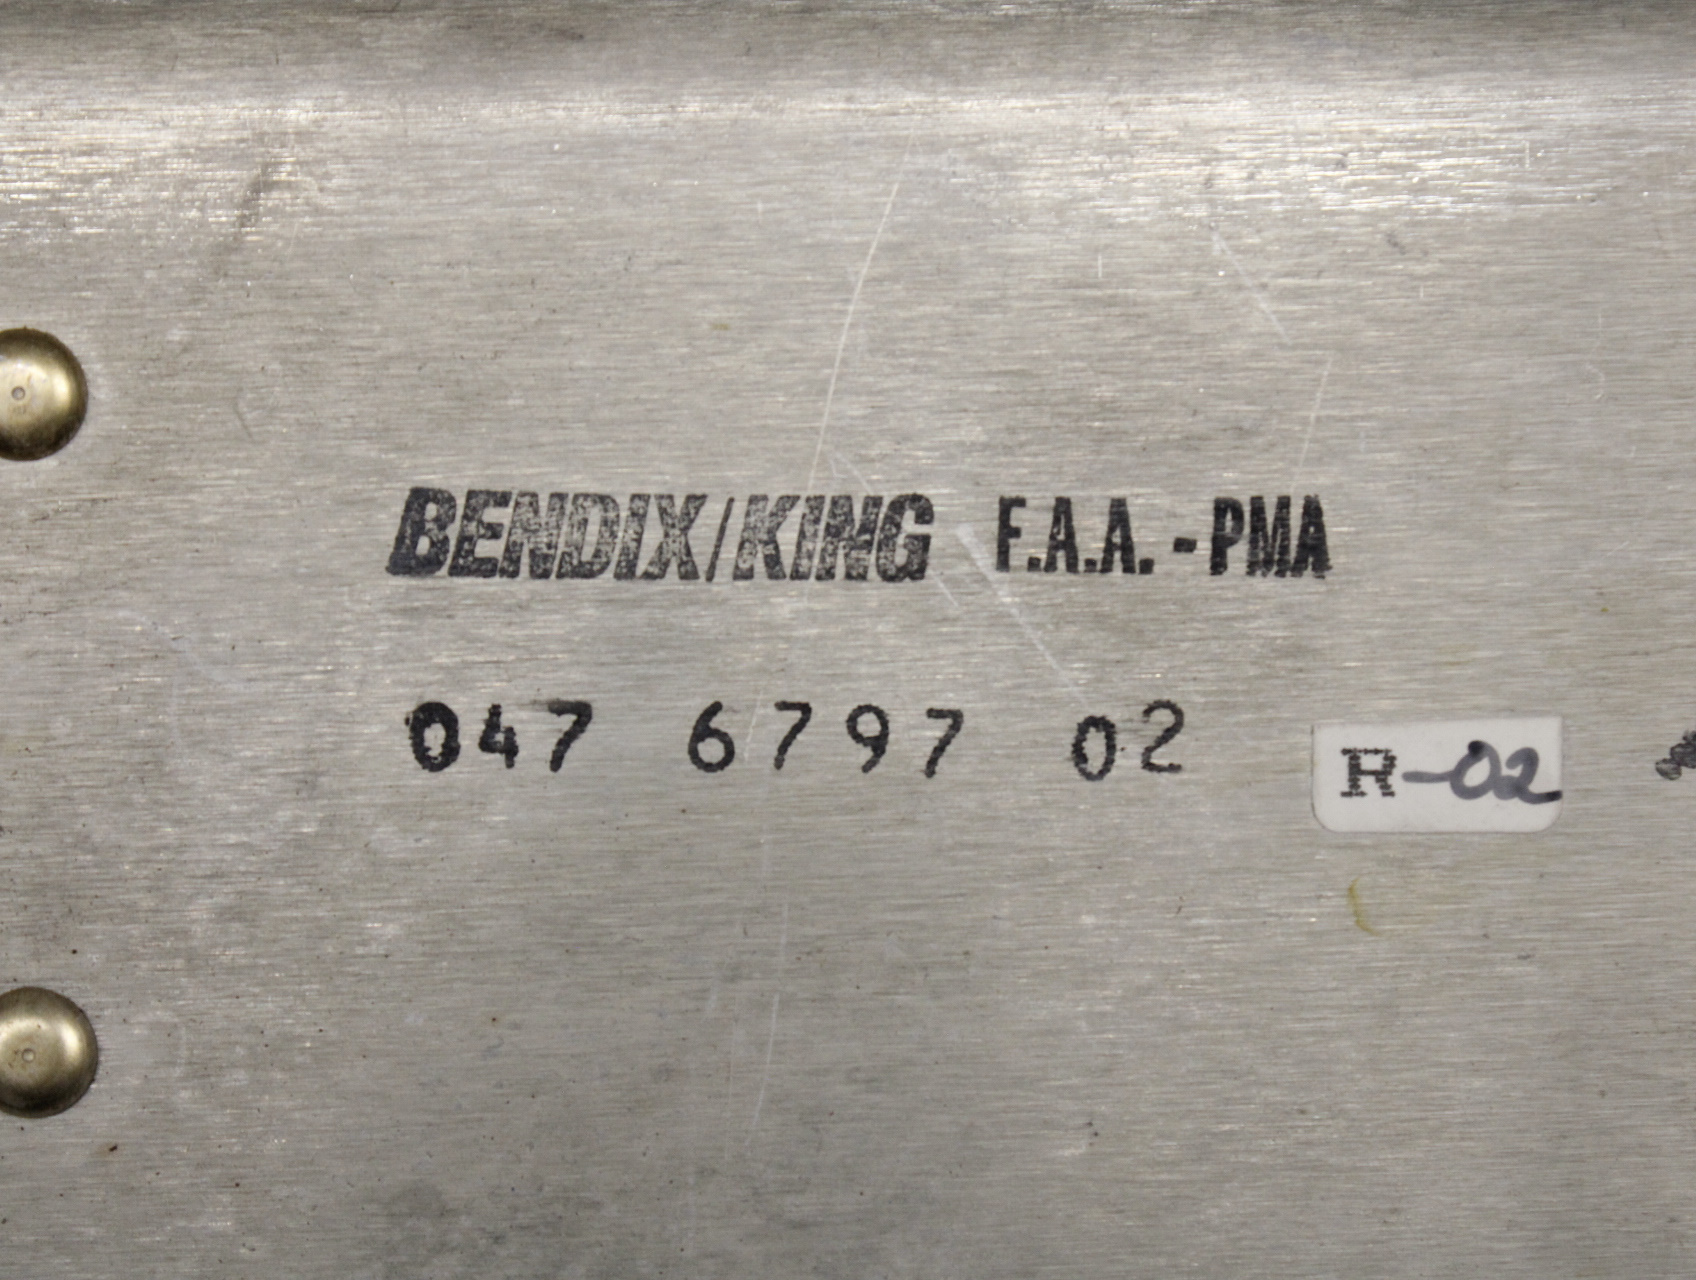 BENDIX/KING F.A.A.-PMA
047 6797 02
R-02